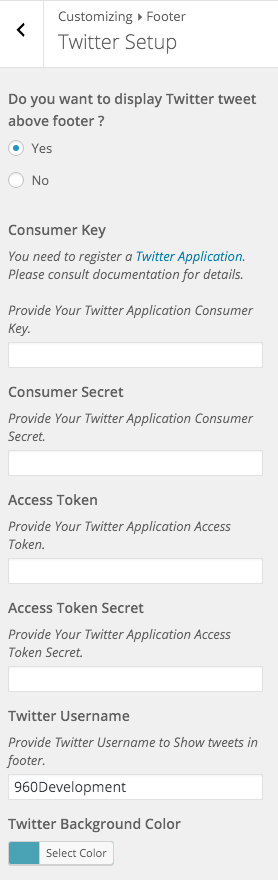 Customizing ▸ Footer
Twitter Setup
Do you want to display Twitter tweet
above footer ?
Yes
No
Consumer Key
You need to register a Twitter Application.
Please consult documentation for details.
Provide Your Twitter Application Consumer
Key.
Consumer Secret
Provide Your Twitter Application Consumer
Secret.
Access Token
Provide Your Twitter Application Access
Token.
Access Token Secret
Provide Your Twitter Application Access
Token Secret.
Twitter Username
Provide Twitter Username to Show tweets in
footer.
960Development
Twitter Background Color
Select Color